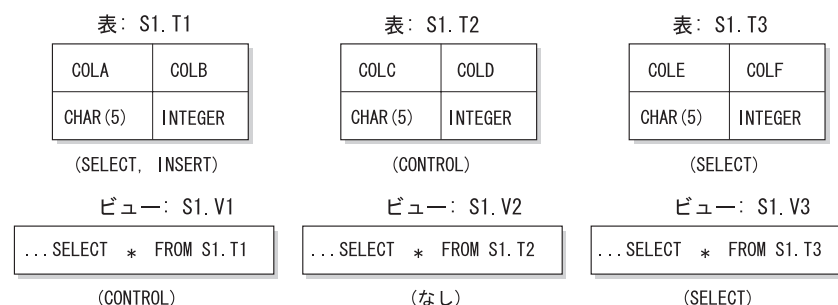 表: S1.T1
表: S1.T2
表: S1.T3
COLA COLB
COLC COLD
COLE COLF
CHAR(5) INTEGER
CHAR(5) INTEGER
CHAR(5) INTEGER
(SELECT, INSERT)
(CONTROL)
(SELECT)
ビュー: S1.V1
ビュー: S1.V2
ビュー: S1.V3
...SELECT * FROM S1.T1
...SELECT * FROM S1.T2
...SELECT * FROM S1.T3
(CONTROL)
(なし)
(SELECT)